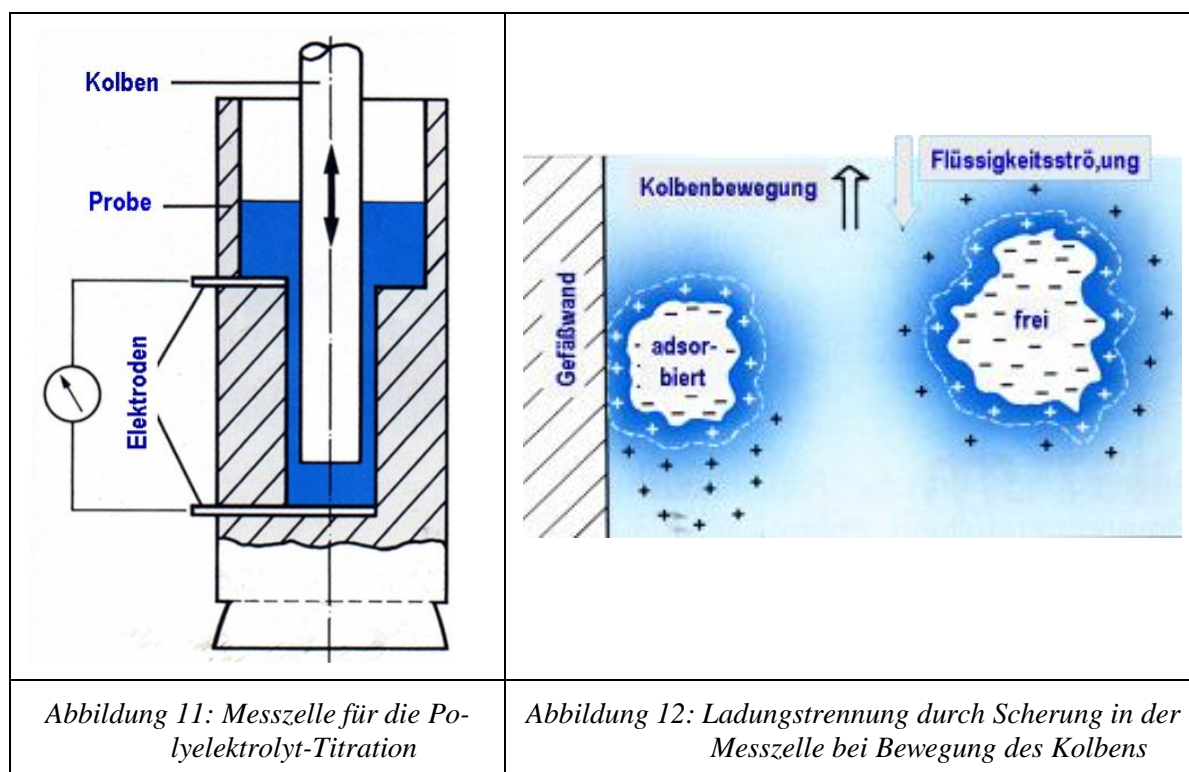 Kolben
Probe
Elektroden
Kolbenbewegung
Flüssigkeitsströ,ung
Gefäßwand
adsor-
biert
frei
Abbildung 11: Messzelle für die Po-
lyelektrolyt-Titration
Abbildung 12: Ladungstrennung durch Scherung in der
Messzelle bei Bewegung des Kolbens